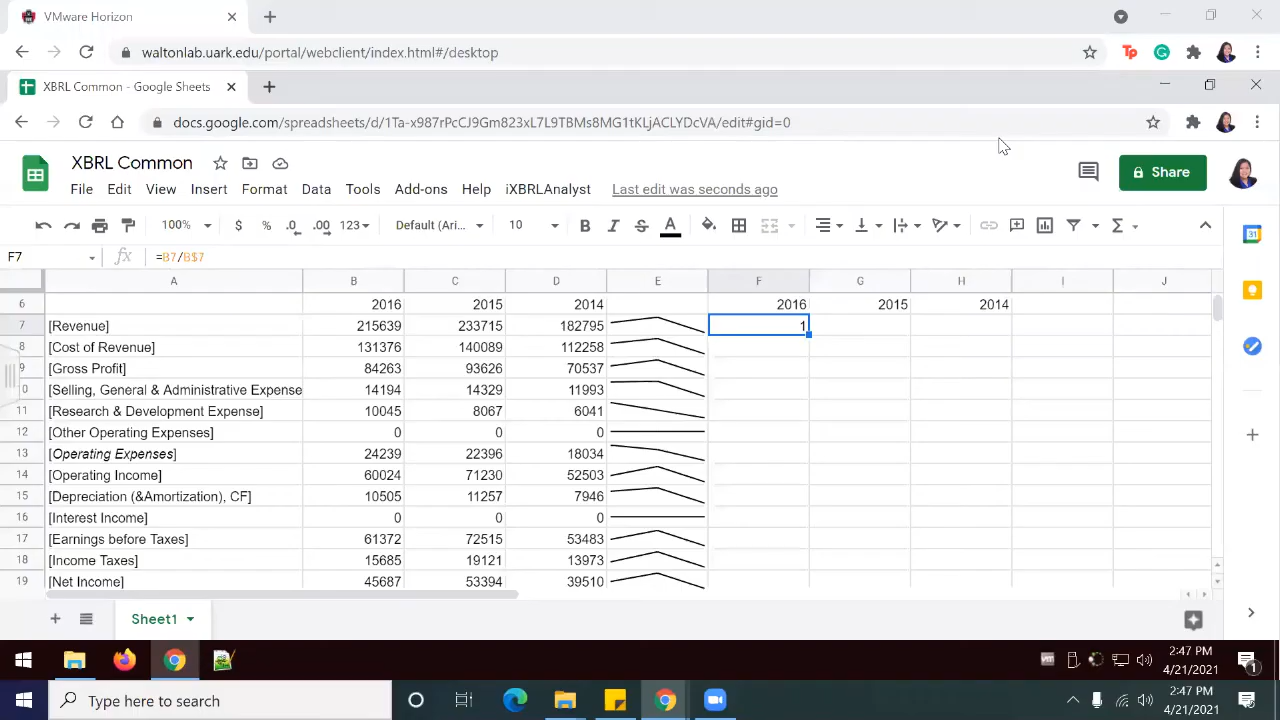 VMware Horizon
waltonlab.uark.edu/portal/webclient/index.html#/desktop
XBRL Common - Google Sheets
docs.google.com/spreadsheets/d/1Ta-x987rPcCJ9Gm823xL7L9TBMs8MG1tKLjACLYDcVA/edit#gid=0
XBRL Common
Share
File Edit View Insert Format Data Tools Add-ons Help iXBRLAnalyst Last edit was seconds ago
100% $ % .0 .00 123 Default (Ari... 10 B I S A
F7 fx =B7/B$7
A B C D E F G H I J
6 2016 2015 2014 2016 2015 2014
7 [Revenue] 215639 233715 182795 1
8 [Cost of Revenue] 131376 140089 112258
9 [Gross Profit] 84263 93626 70537
0 [Selling, General & Administrative Expense 14194 14329 11993
11 [Research & Development Expense] 10045 8067 6041
12 [Other Operating Expenses] 0 0 0
13 [Operating Expenses] 24239 22396 18034
14 [Operating Income] 60024 71230 52503
15 [Depreciation (&Amortization), CF] 10505 11257 7946
16 [Interest Income] 0 0 0
17 [Earnings before Taxes] 61372 72515 53483
18 [Income Taxes] 15685 19121 13973
19 [Net Income] 45687 53394 39510
Sheet1
2:47 PM
4/21/2021
Type here to search
2:47 PM
4/21/2021